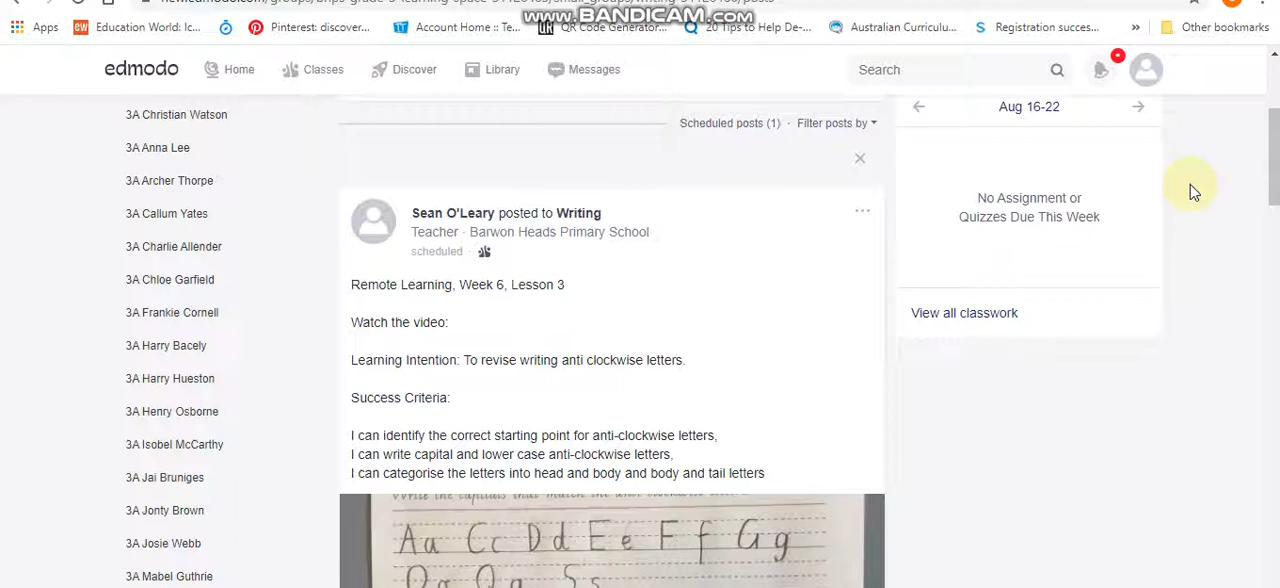 www.BANDICAM.com
Apps Education World: Ic... Pinterest: discover... Account Home :: Te... QR Code Generator... 20 Tips to Help De... Australian Curriculu... Registration succes... » Other bookmarks
edmodo Home Classes Discover Library Messages Search
3A Christian Watson
3A Anna Lee
3A Archer Thorpe
3A Callum Yates
3A Charlie Allender
3A Chloe Garfield
3A Frankie Cornell
3A Harry Bacely
3A Harry Hueston
3A Henry Osborne
3A Isobel McCarthy
3A Jai Bruniges
3A Jonty Brown
3A Josie Webb
3A Mabel Guthrie
Scheduled posts (1) · Filter posts by
Sean O'Leary posted to Writing
Teacher · Barwon Heads Primary School
scheduled ·
Remote Learning, Week 6, Lesson 3
Watch the video:
Learning Intention: To revise writing anti clockwise letters.
Success Criteria:
I can identify the correct starting point for anti-clockwise letters,
I can write capital and lower case anti-clockwise letters,
I can categorise the letters into head and body and body and tail letters
Aa Cc Dd Ee Ff Gg
Aug 16-22
No Assignment or
Quizzes Due This Week
View all classwork